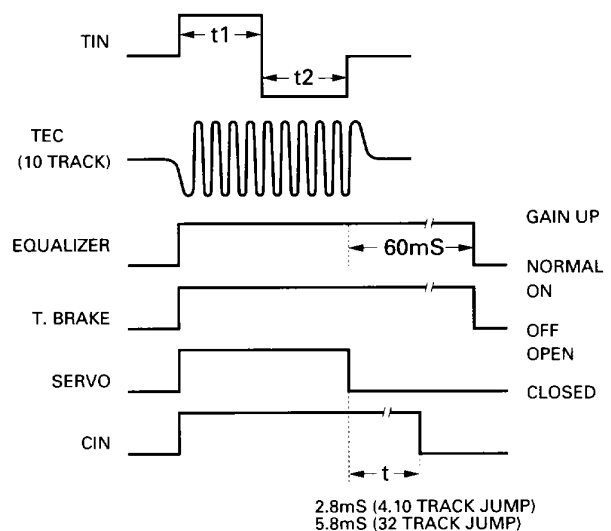 TIN
t1
t2
TEC
(10 TRACK)
EQUALIZER
GAIN UP
60mS
NORMAL
T. BRAKE
ON
OFF
SERVO
OPEN
CLOSED
CIN
t
2.8mS (4.10 TRACK JUMP)
5.8mS (32 TRACK JUMP)